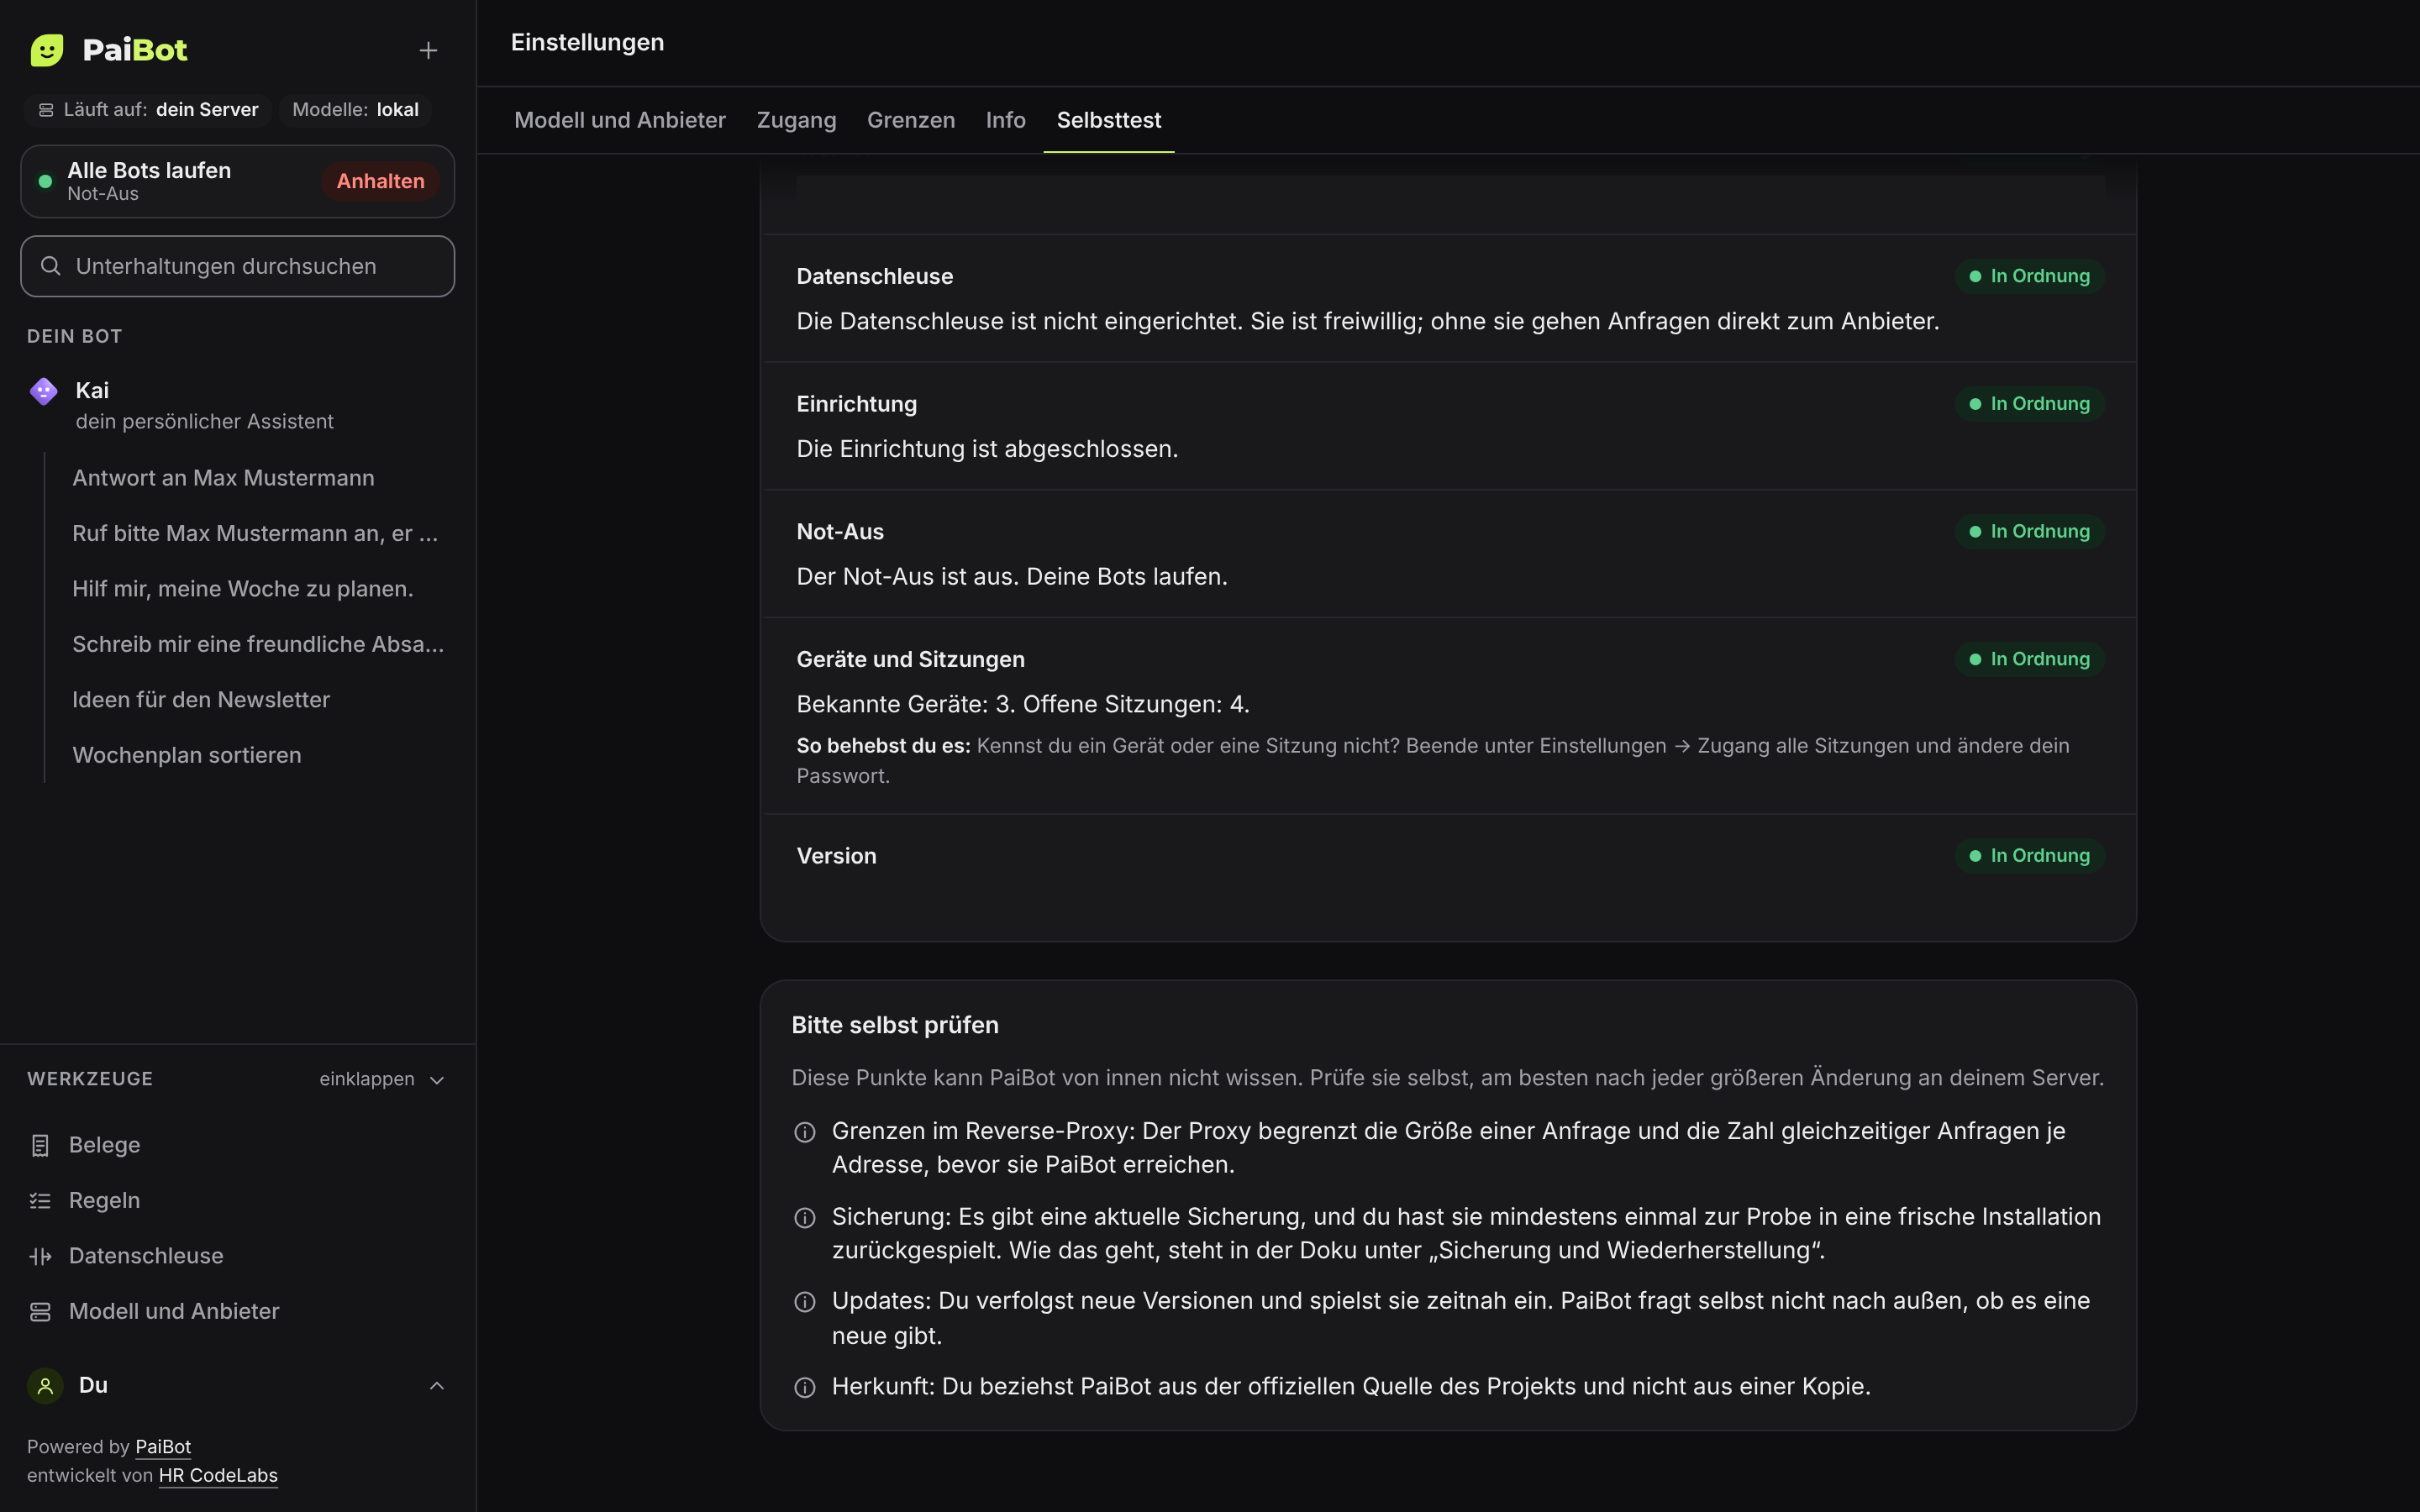 PaiBot
Läuft auf: dein Server
Modelle: lokal
Alle Bots laufen
Not-Aus
Anhalten
Unterhaltungen durchsuchen
DEIN BOT
Kai
dein persönlicher Assistent
Antwort an Max Mustermann
Ruf bitte Max Mustermann an, er ...
Hilf mir, meine Woche zu planen.
Schreib mir eine freundliche Absa...
Ideen für den Newsletter
Wochenplan sortieren
WERKZEUGE
einklappen
Belege
Regeln
Datenschleuse
Modell und Anbieter
Du
Powered by PaiBot
entwickelt von HR CodeLabs
Einstellungen
Modell und Anbieter
Zugang
Grenzen
Info
Selbsttest
Datenschleuse
In Ordnung
Die Datenschleuse ist nicht eingerichtet. Sie ist freiwillig; ohne sie gehen Anfragen direkt zum Anbieter.
Einrichtung
In Ordnung
Die Einrichtung ist abgeschlossen.
Not-Aus
In Ordnung
Der Not-Aus ist aus. Deine Bots laufen.
Geräte und Sitzungen
In Ordnung
Bekannte Geräte: 3. Offene Sitzungen: 4.
So behebst du es: Kennst du ein Gerät oder eine Sitzung nicht? Beende unter Einstellungen → Zugang alle Sitzungen und ändere dein
Passwort.
Version
In Ordnung
Bitte selbst prüfen
Diese Punkte kann PaiBot von innen nicht wissen. Prüfe sie selbst, am besten nach jeder größeren Änderung an deinem Server.
Grenzen im Reverse-Proxy: Der Proxy begrenzt die Größe einer Anfrage und die Zahl gleichzeitiger Anfragen je
Adresse, bevor sie PaiBot erreichen.
Sicherung: Es gibt eine aktuelle Sicherung, und du hast sie mindestens einmal zur Probe in eine frische Installation
zurückgespielt. Wie das geht, steht in der Doku unter „Sicherung und Wiederherstellung“.
Updates: Du verfolgst neue Versionen und spielst sie zeitnah ein. PaiBot fragt selbst nicht nach außen, ob es eine
neue gibt.
Herkunft: Du beziehst PaiBot aus der offiziellen Quelle des Projekts und nicht aus einer Kopie.